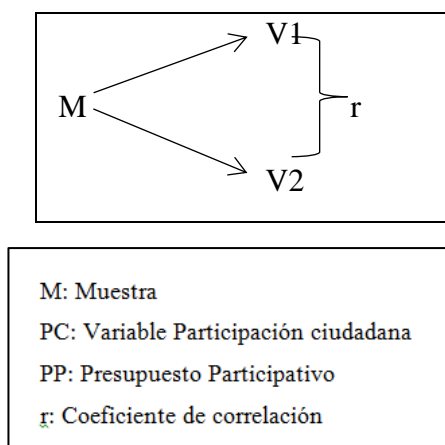 V1
M
r
V2
M: Muestra
PC: Variable Participación ciudadana
PP: Presupuesto Participativo
r: Coeficiente de correlación